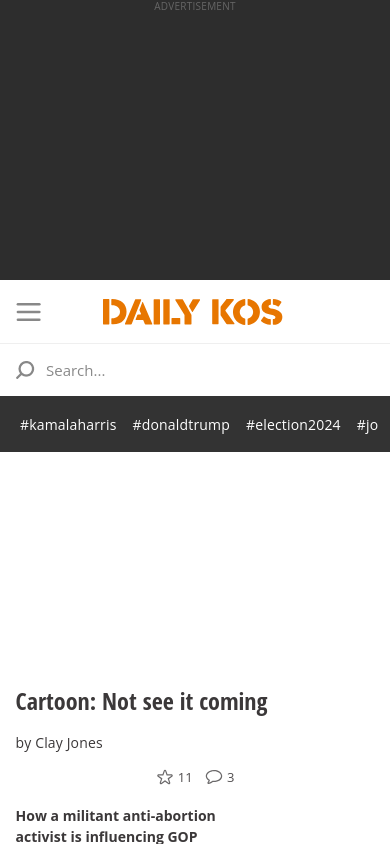 ADVERTISEMENT
DAILY KOS
Search...
#kamalaharris #donaldtrump #election2024 #jo
Cartoon: Not see it coming
by Clay Jones
11 3
How a militant anti-abortion
activist is influencing GOP